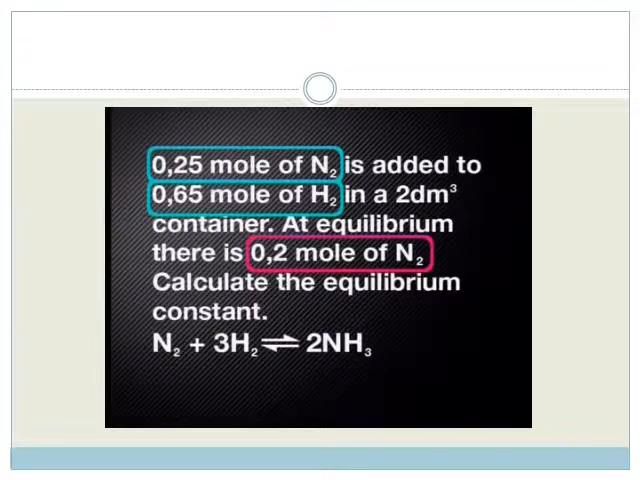 0,25 mole of N₂ is added to
0,65 mole of H₂ in a 2dm³
container. At equilibrium
there is 0,2 mole of N₂
Calculate the equilibrium
constant.
N₂ + 3H₂ ⇌ 2NH₃